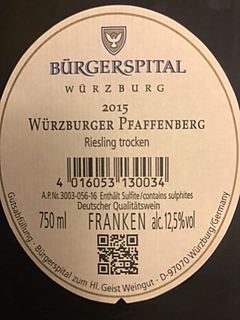 BÜRGERSPITAL
WÜRZBURG
2015
WÜRZBURGER PFAFFENBERG
Riesling trocken
4 016053 130034
A.P.Nr.3003-056-16 Enthält Sulfite/contains sulphites
Deutscher Qualitätswein
750 ml FRANKEN alc.12,5%vol
Gutsabfüllung - Bürgerspital zum Hl. Geist Weingut - D-97070 Würzburg/Germany